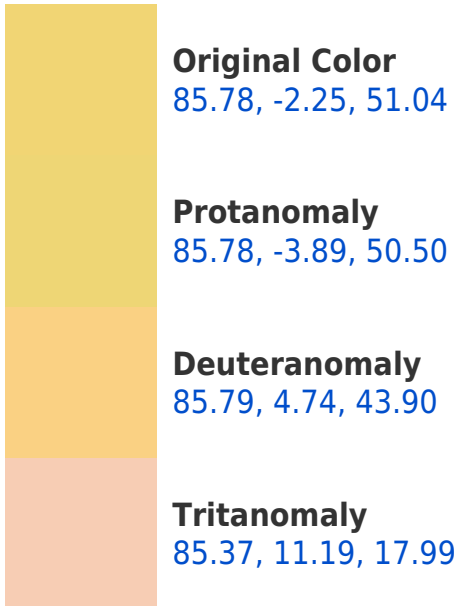 Original Color
85.78, -2.25, 51.04
Protanomaly
85.78, -3.89, 50.50
Deuteranomaly
85.79, 4.74, 43.90
Tritanomaly
85.37, 11.19, 17.99